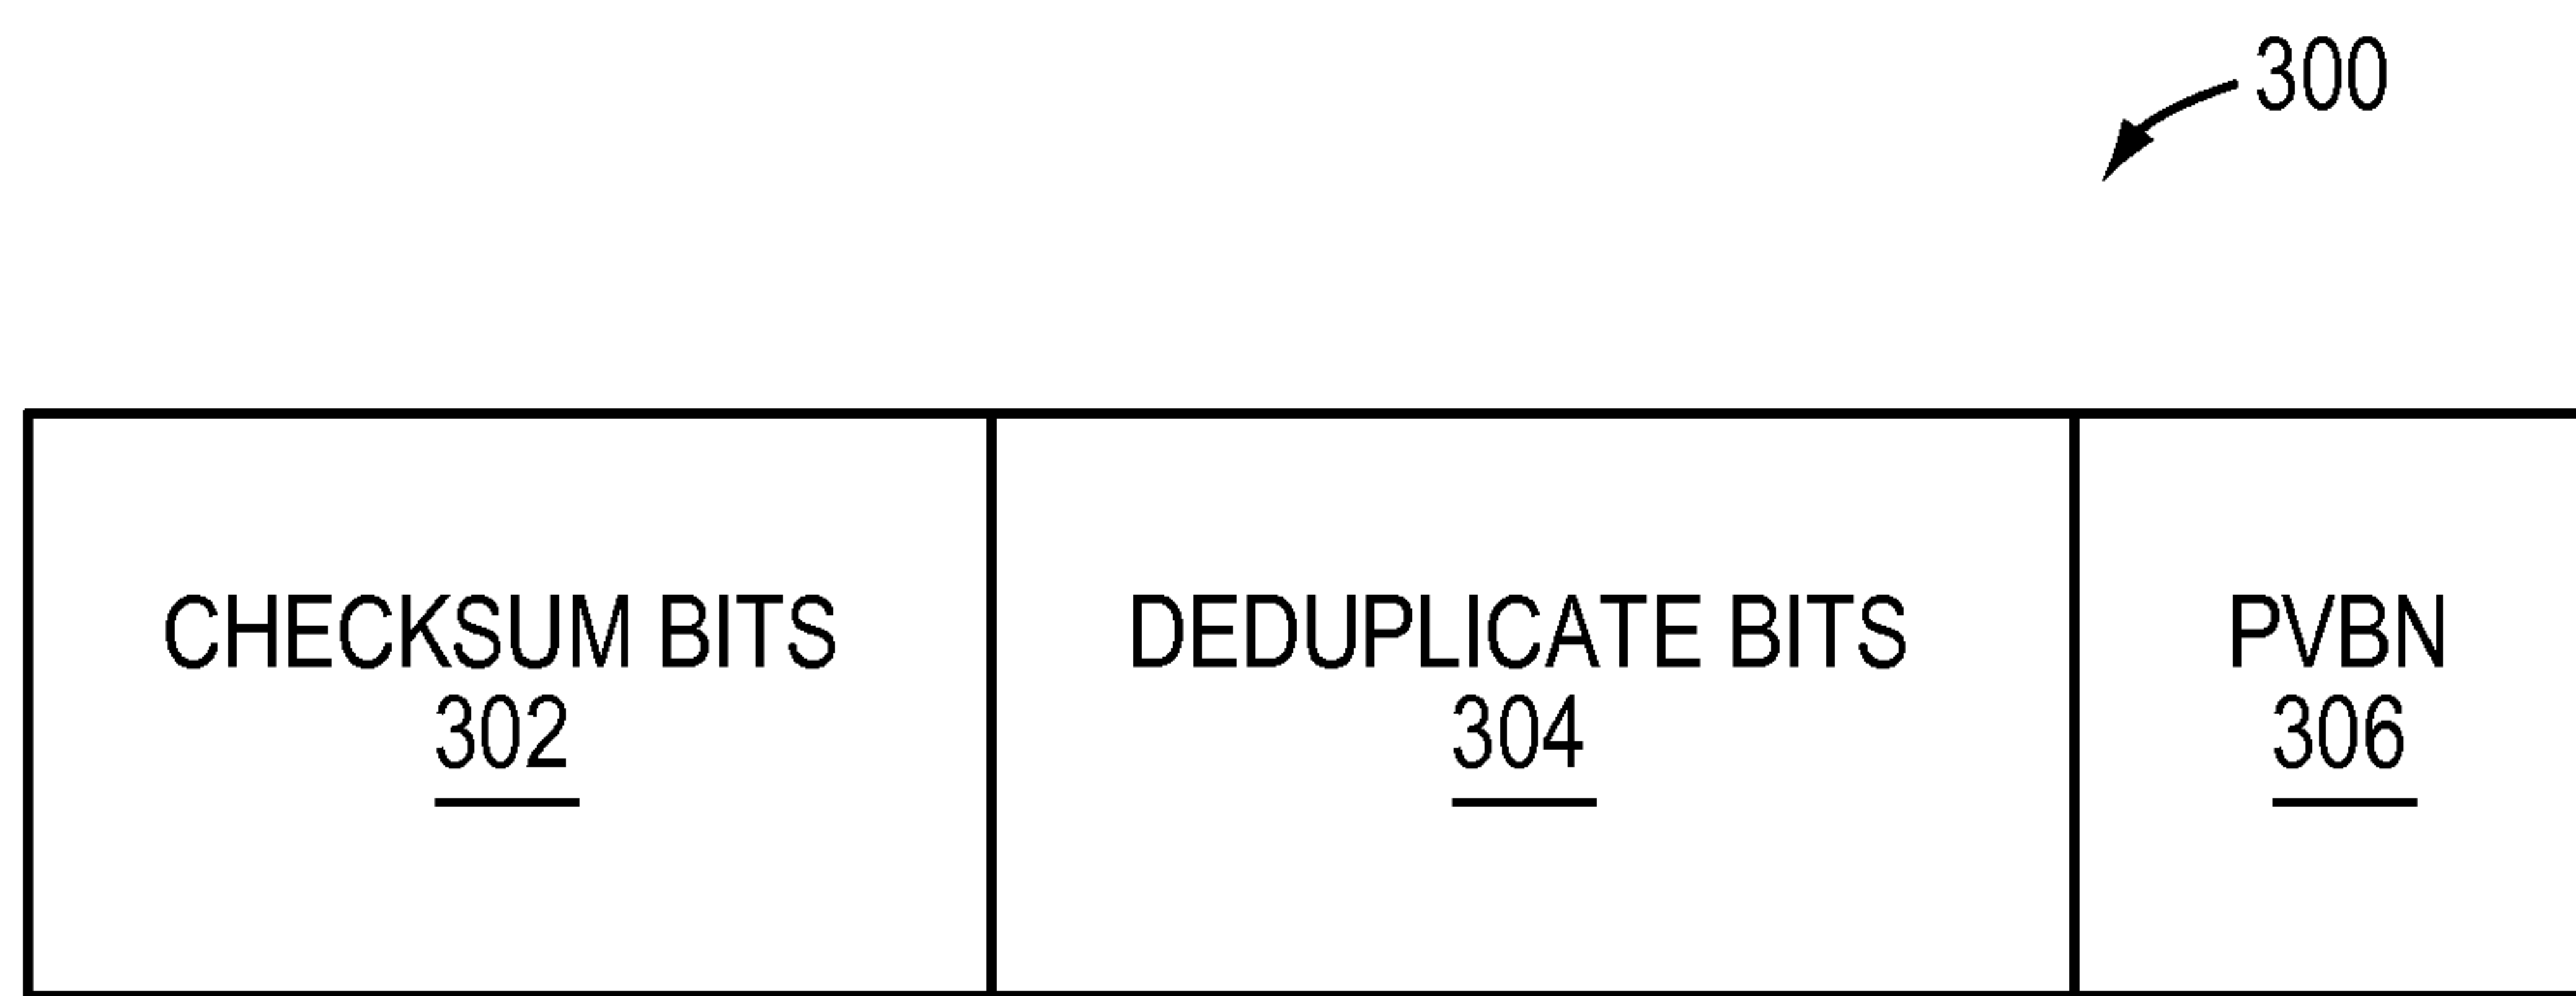 300
CHECKSUM BITS
302
DEDUPLICATE BITS
304
PVBN
306